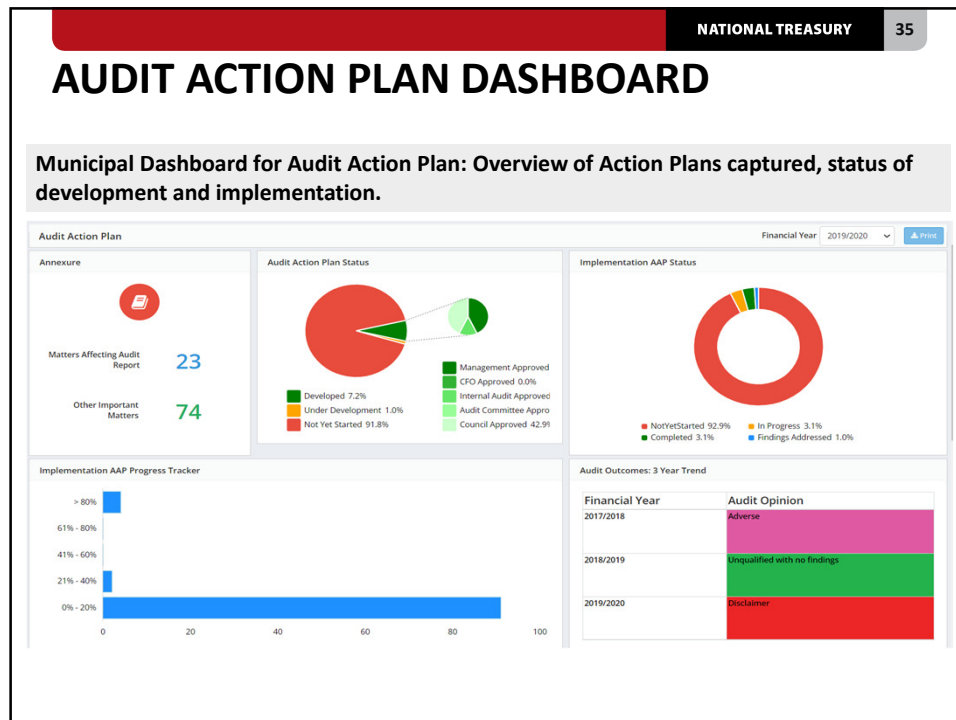 NATIONAL TREASURY 35
AUDIT ACTION PLAN DASHBOARD
Municipal Dashboard for Audit Action Plan: Overview of Action Plans captured, status of
development and implementation.
Audit Action Plan
Financial Year 2019/2020 Print
Annexure
Matters Affecting Audit
Report
23
Other Important
Matters
74
Audit Action Plan Status
Developed 7.2%
Under Development 1.0%
Not Yet Started 91.8%
Management Approved
CFO Approved 0.0%
Internal Audit Approved
Audit Committee Appro
Council Approved 42.9%
Implementation AAP Status
NotYetStarted 92.9%
In Progress 3.1%
Completed 3.1%
Findings Addressed 1.0%
Implementation AAP Progress Tracker
> 80%
61% - 80%
41% - 60%
21% - 40%
0% - 20%
0 20 40 60 80 100
Audit Outcomes: 3 Year Trend
Financial Year Audit Opinion
2017/2018 Adverse
2018/2019 Unqualified with no findings
2019/2020 Disclaimer